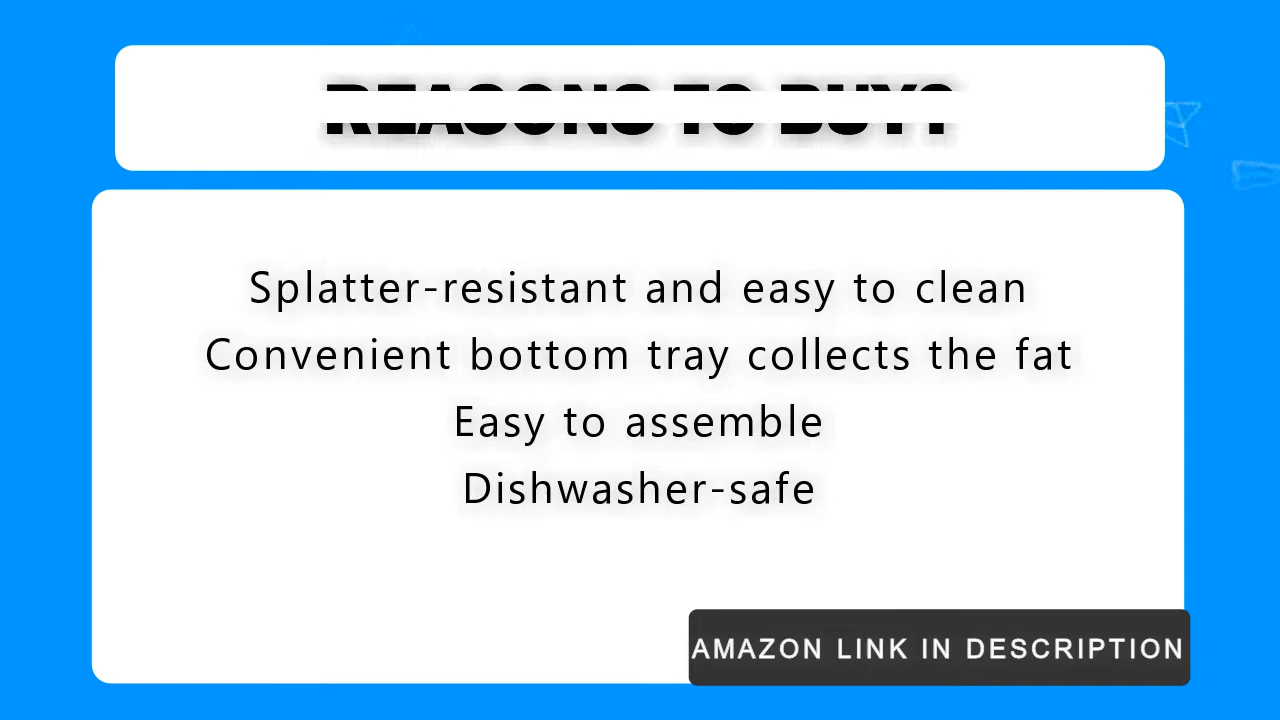 REASONS TO BUY?
Splatter-resistant and easy to clean
Convenient bottom tray collects the fat
Easy to assemble
Dishwasher-safe
AMAZON LINK IN DESCRIPTION